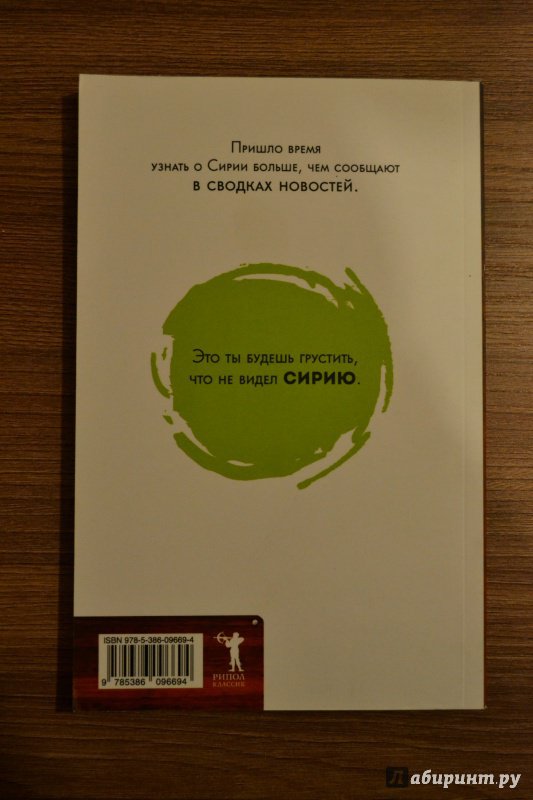 Пришло время
узнать о Сирии больше, чем сообщают
в сводках новостей.
Это ты будешь грустить,
что не видел СИРИЮ.
ISBN 978-5-386-09669-4
9 785386 096694
РИПОЛ
КЛАССИК
Лабиринт.ру